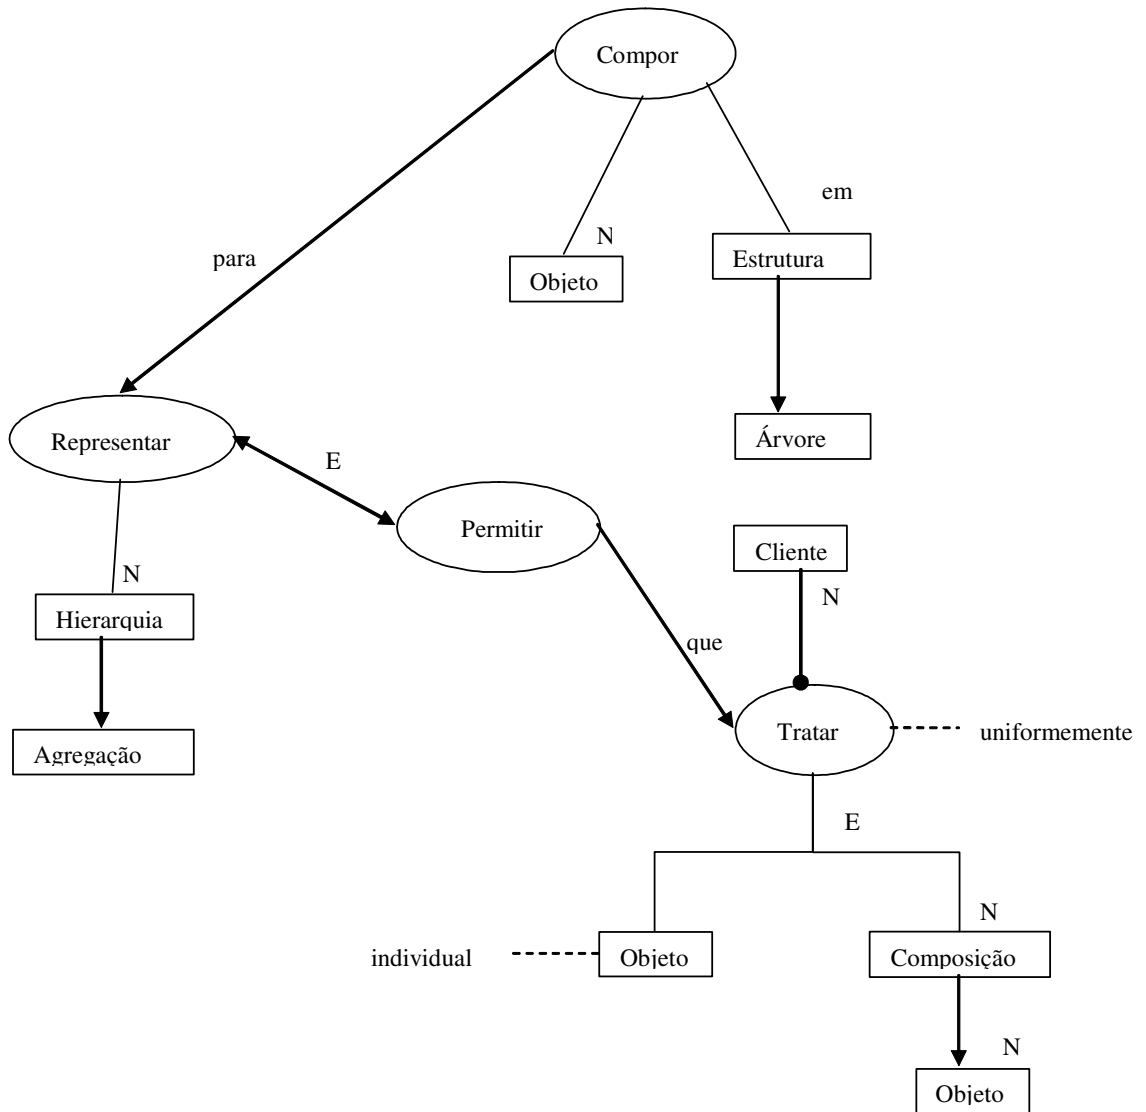 Compor
em
N
Estrutura
para
Objeto
Árvore
Representar
E
Permitir
Cliente
N
N
Hierarquia
que
Tratar
uniformemente
Agregação
E
N
individual
Objeto
Composição
N
Objeto